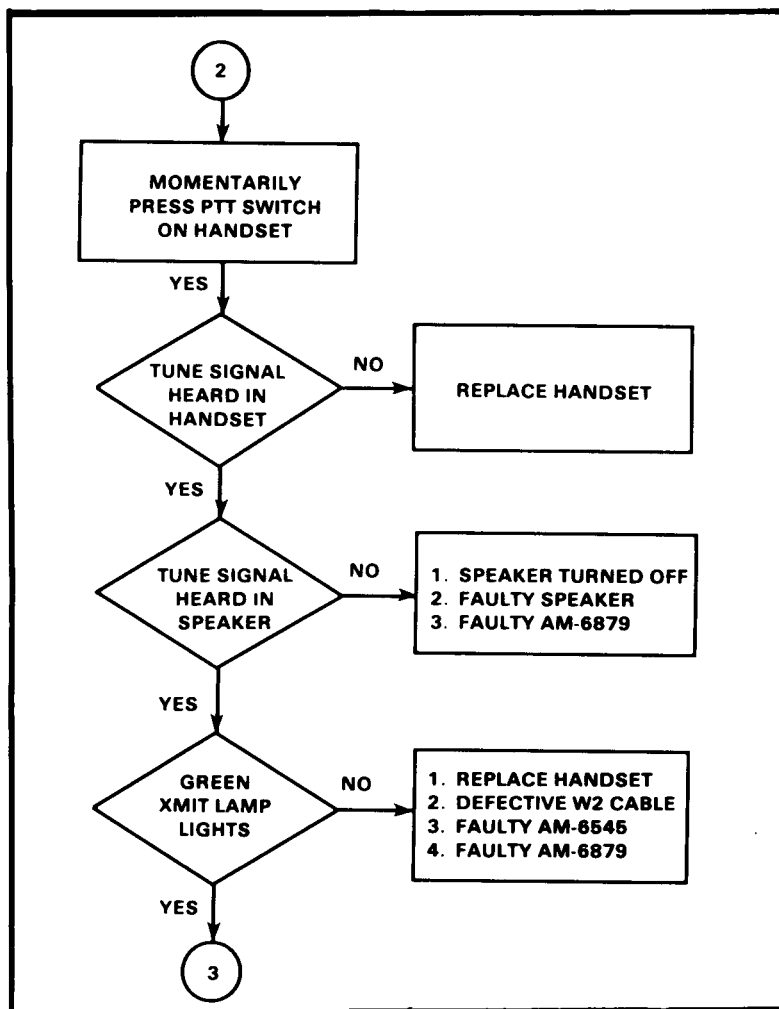 2
MOMENTARILY
PRESS PTT SWITCH
ON HANDSET
YES
TUNE SIGNAL
HEARD IN
HANDSET
NO
REPLACE HANDSET
YES
TUNE SIGNAL
HEARD IN
SPEAKER
NO
1. SPEAKER TURNED OFF
2. FAULTY SPEAKER
3. FAULTY AM-6879
YES
GREEN
XMIT LAMP
LIGHTS
NO
1. REPLACE HANDSET
2. DEFECTIVE W2 CABLE
3. FAULTY AM-6545
4. FAULTY AM-6879
YES
3